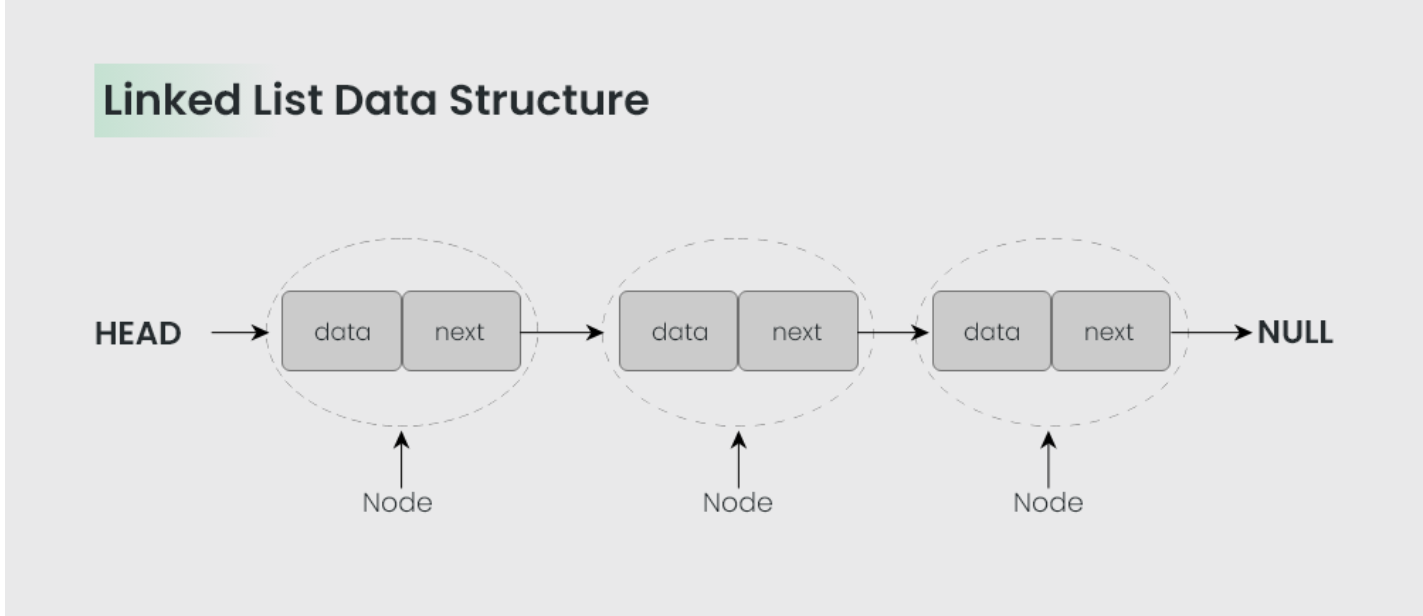 Linked List Data Structure
HEAD data next data next data next NULL
Node Node Node